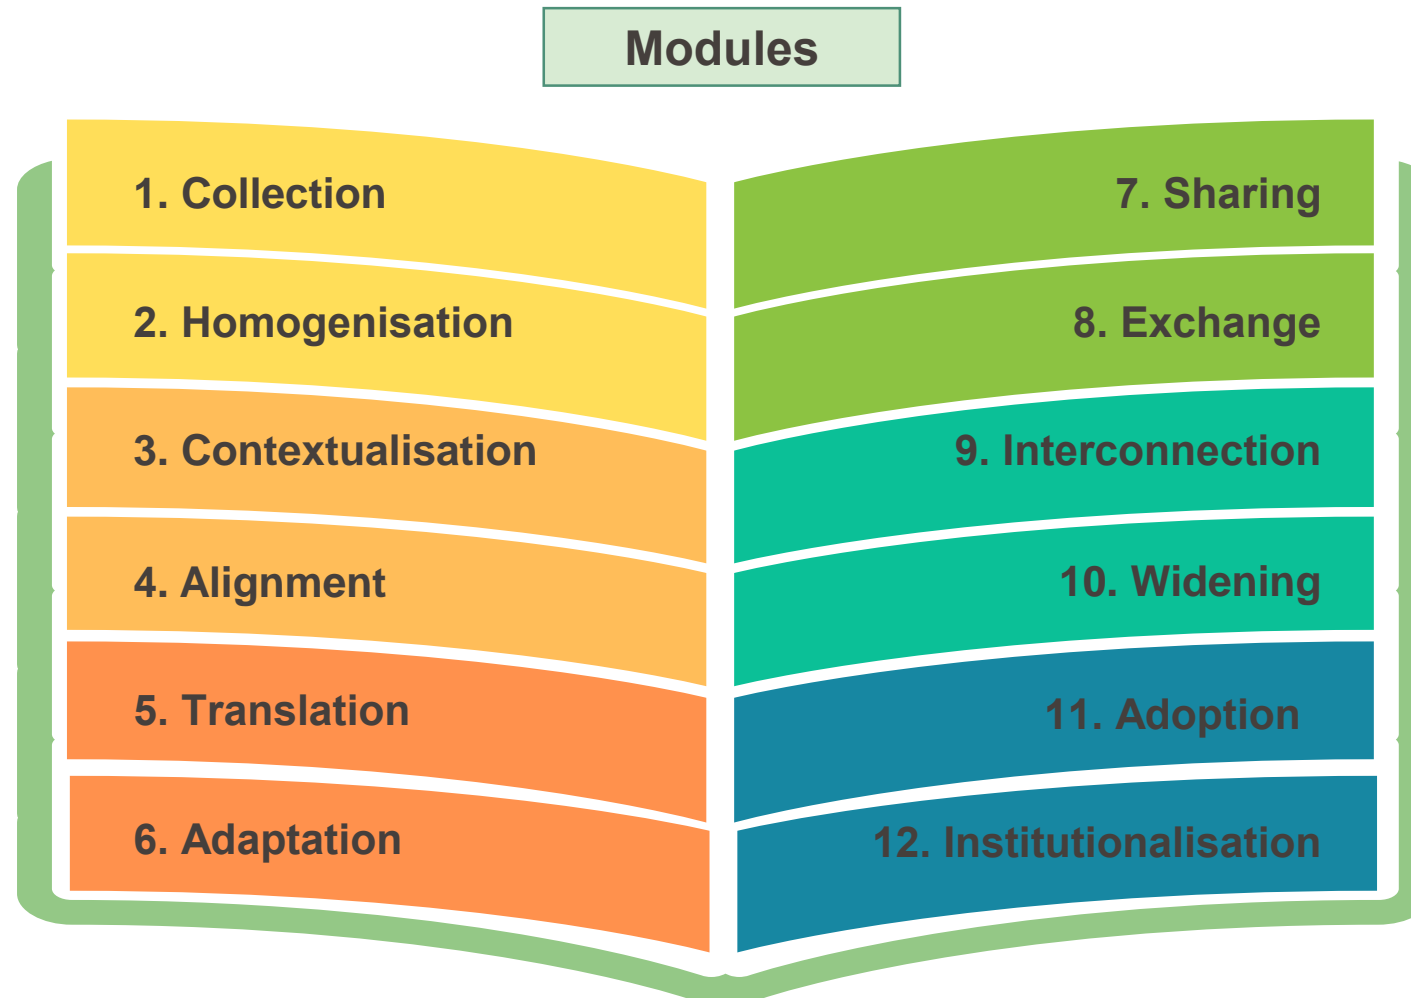 Modules
1. Collection
2. Homogenisation
3. Contextualisation
4. Alignment
5. Translation
6. Adaptation
7. Sharing
8. Exchange
9. Interconnection
10. Widening
11. Adoption
12. Institutionalisation